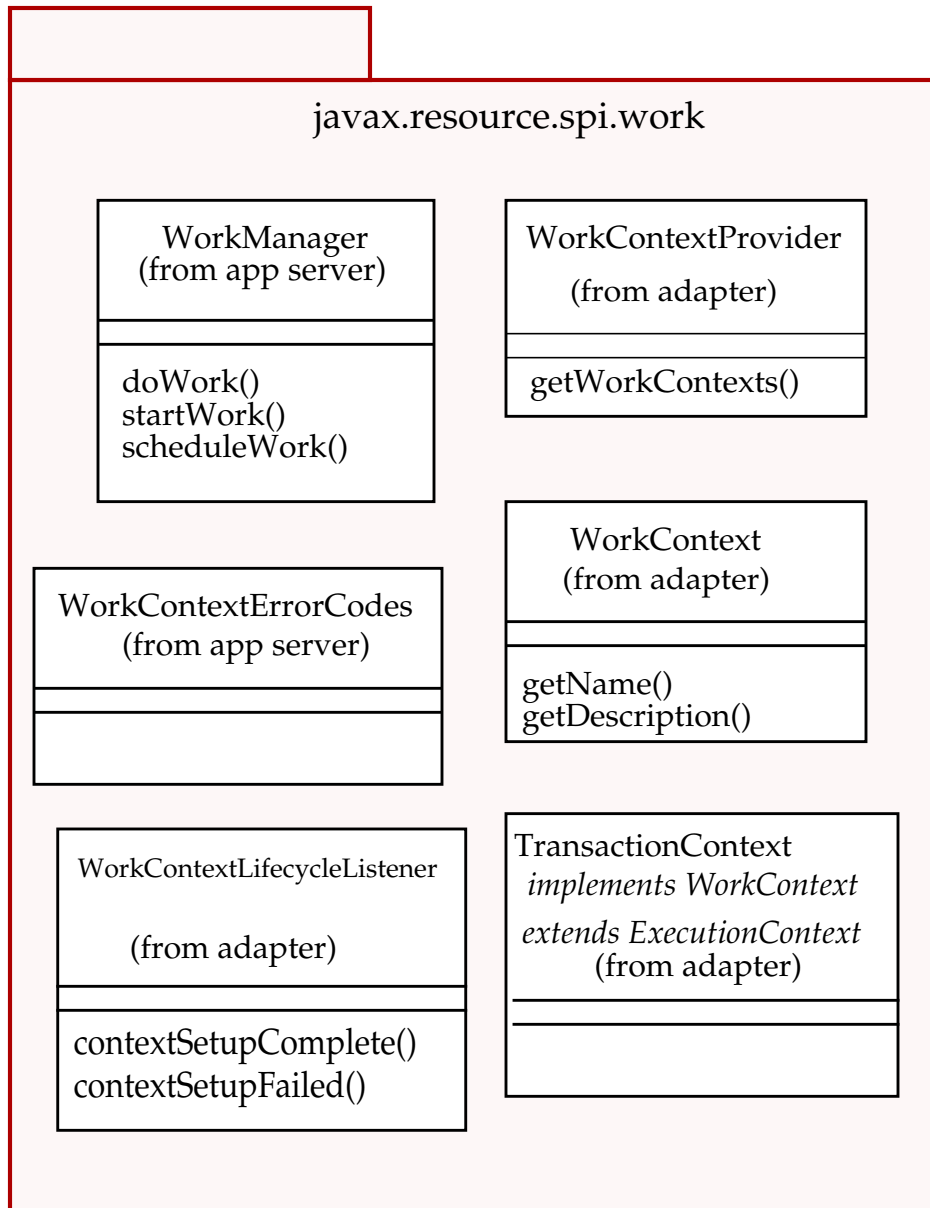 javax.resource.spi.work
WorkManager
(from app server)
doWork()
startWork()
scheduleWork()
WorkContextProvider
(from adapter)
getWorkContexts()
WorkContextErrorCodes
(from app server)
WorkContext
(from adapter)
getName()
getDescription()
WorkContextLifecycleListener
(from adapter)
contextSetupComplete()
contextSetupFailed()
TransactionContext
implements WorkContext
extends ExecutionContext
(from adapter)